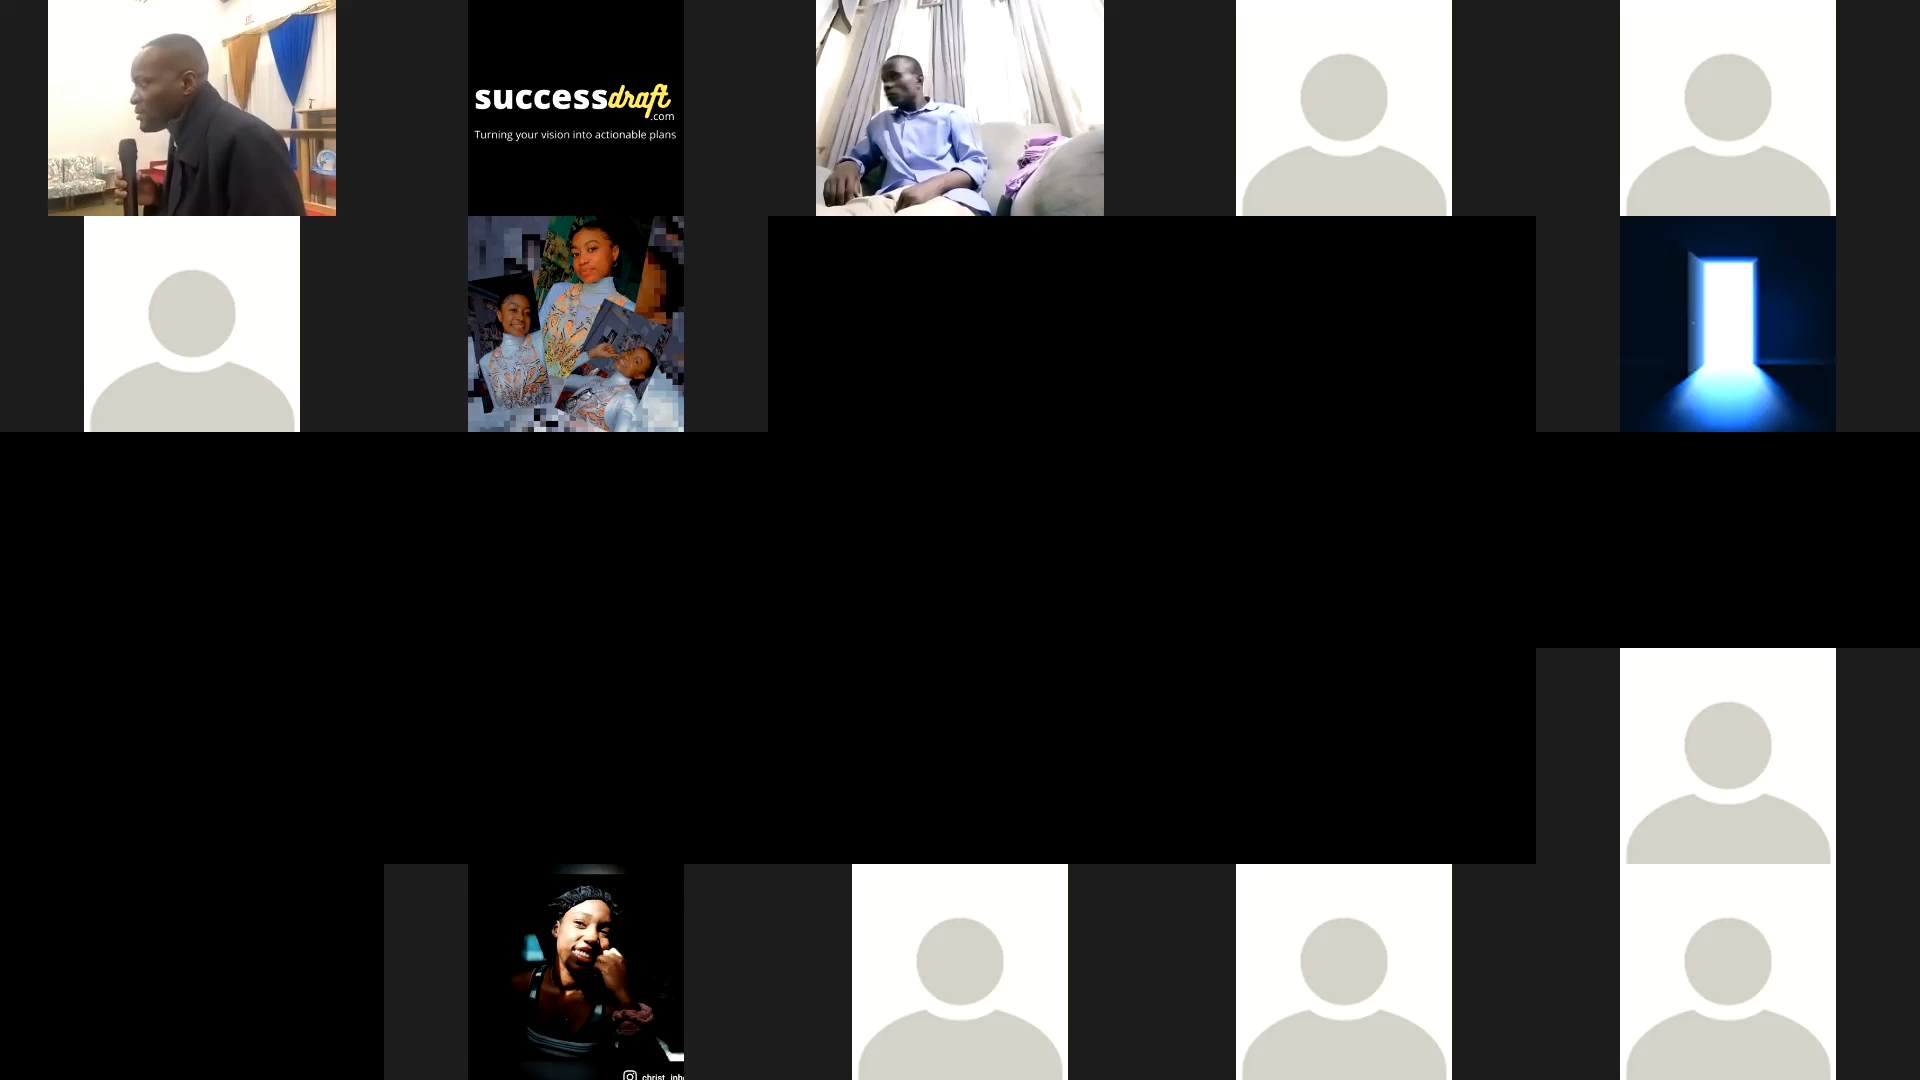 successdraft
.com
Turning your vision into actionable plans